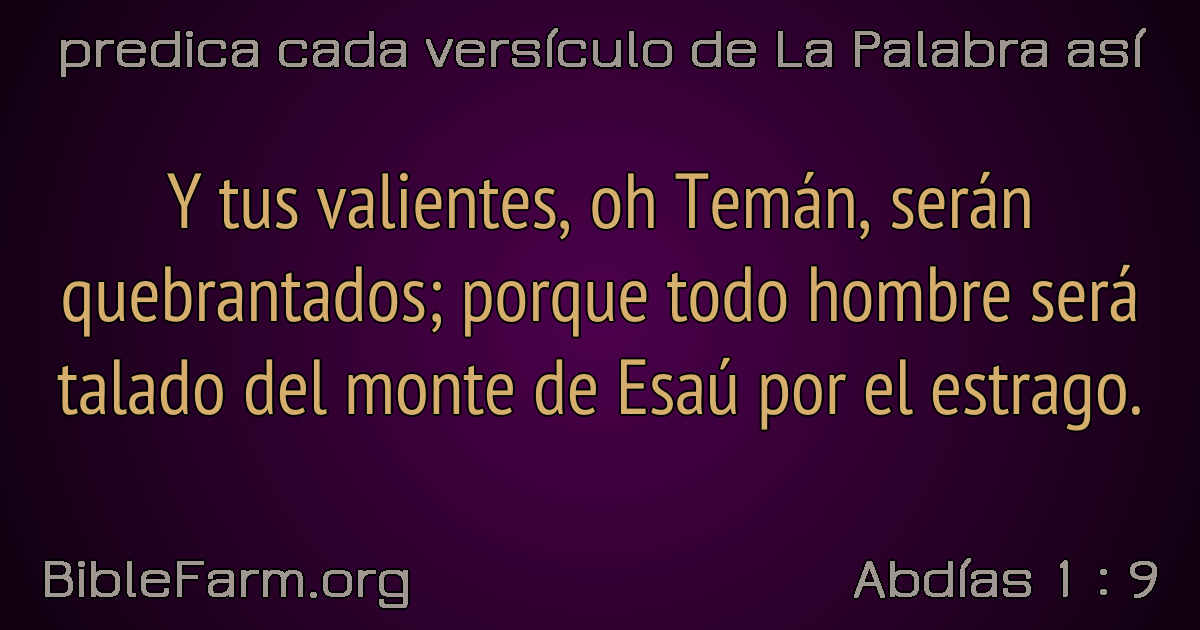 predica cada versículo de La Palabra así
Y tus valientes, oh Temán, serán
quebrantados; porque todo hombre será
talado del monte de Esaú por el estrago.
BibleFarm.org
Abdías 1 : 9